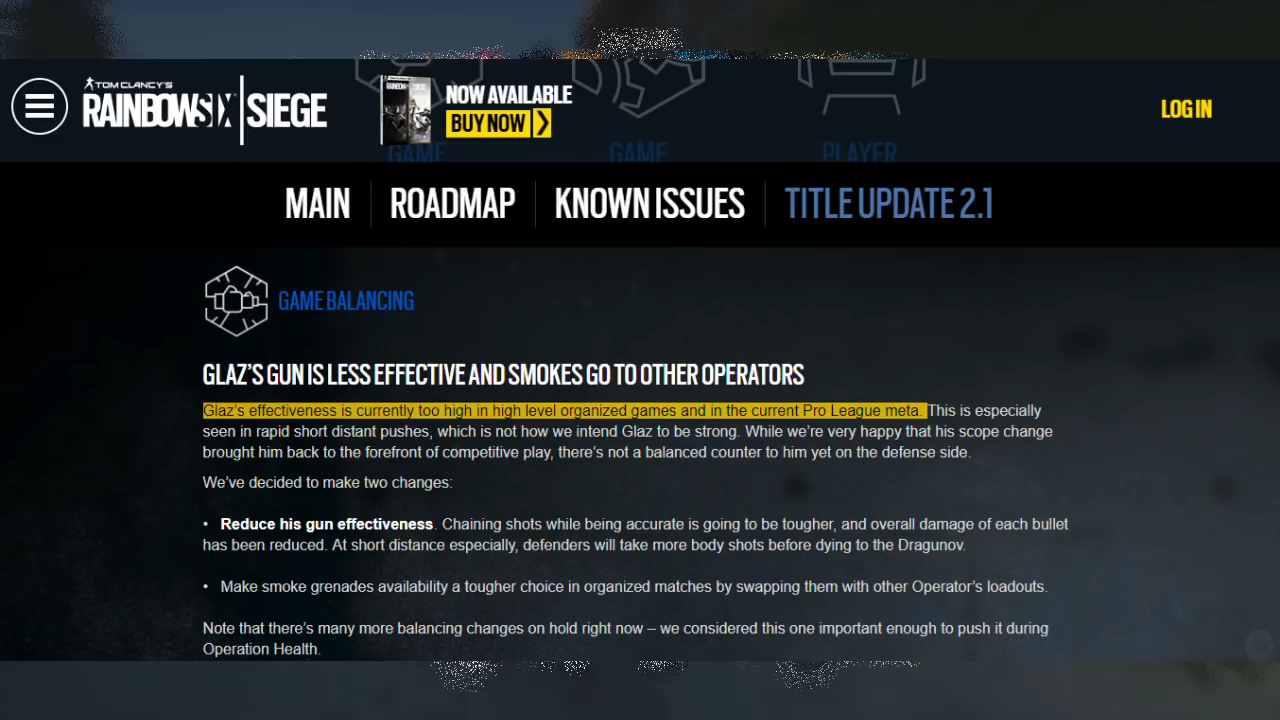 TOM CLANCY'S
RAINBOWSIX | SIEGE
NOW AVAILABLE
BUY NOW
LOG IN
GAME GAME PLAYER
MAIN ROADMAP KNOWN ISSUES TITLE UPDATE 2.1
GAME BALANCING
GLAZ'S GUN IS LESS EFFECTIVE AND SMOKES GO TO OTHER OPERATORS
Glaz's effectiveness is currently too high in high level organized games and in the current Pro League meta. This is especially
seen in rapid short distant pushes, which is not how we intend Glaz to be strong. While we're very happy that his scope change
brought him back to the forefront of competitive play, there's not a balanced counter to him yet on the defense side.
We've decided to make two changes:
• Reduce his gun effectiveness. Chaining shots while being accurate is going to be tougher, and overall damage of each bullet
has been reduced. At short distance especially, defenders will take more body shots before dying to the Dragunov.
• Make smoke grenades availability a tougher choice in organized matches by swapping them with other Operator's loadouts.
Note that there's many more balancing changes on hold right now – we considered this one important enough to push it during
Operation Health.